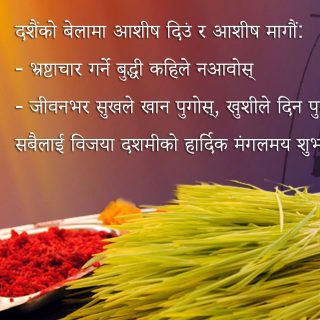 दशैंको बेलामा आशीष दिउं र आशीष मागौं:
- भ्रष्टाचार गर्ने बुद्धी कहिले नआवोस्
- जीवनभर सुखले खान पुगोस्, खुशीले दिन
सबैलाई विजया दशमीको हार्दिक मंगलमय